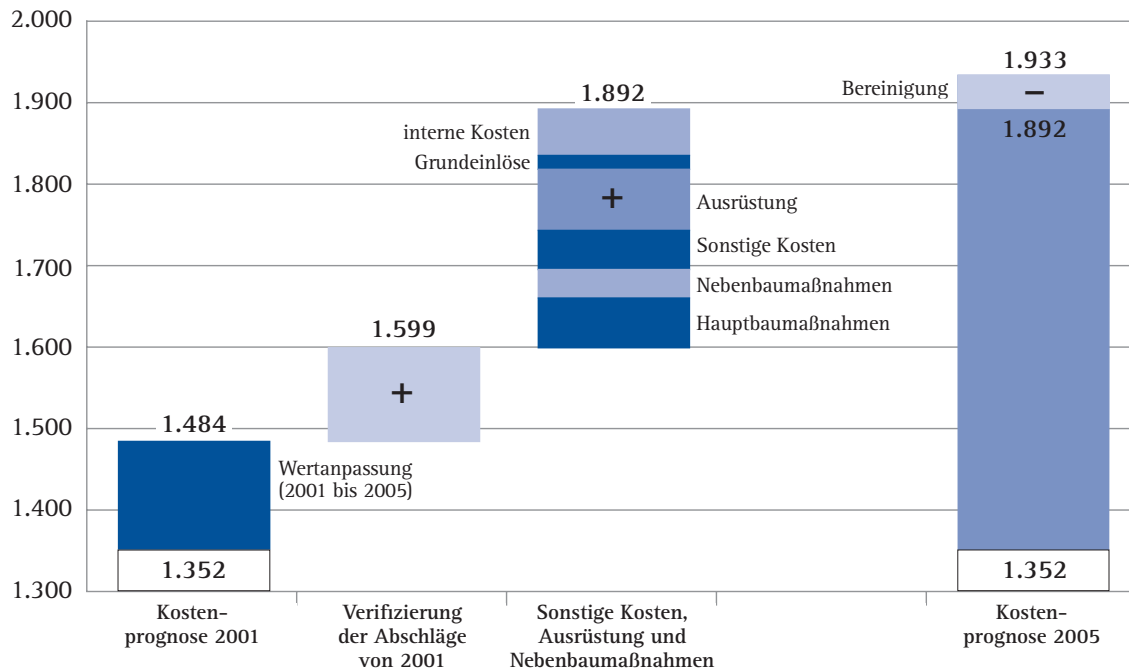 2.000
1.900
1.800
1.700
1.600
1.500
1.400
1.300
1.484
1.352
Wertanpassung
(2001 bis 2005)
1.599
+
1.892
interne Kosten
Grundeinlöse
+
Ausrüstung
Sonstige Kosten
Nebenbaumaßnahmen
Hauptbaumaßnahmen
1.933
Bereinigung
–
1.892
1.352
Kosten-
prognose 2001
Verifizierung
der Abschläge
von 2001
Sonstige Kosten,
Ausrüstung und
Nebenbaumaßnahmen
Kosten-
prognose 2005